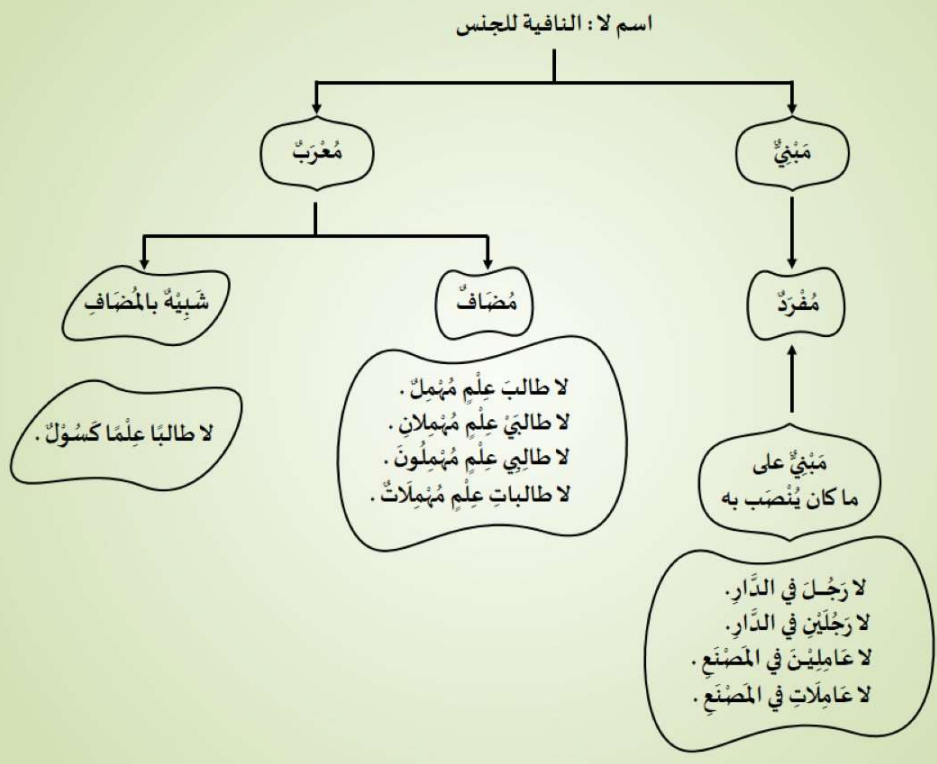 اسم لا : النافية للجنس
مَبْنِيٌّ
مُعْرَبٌ
مُفْرَدٌ
مُضَافٌ
شَبِيْهٌ بالمُضَافِ
مَبْنِيٌّ على
ما كان يُنْصَب به
لا رَجُـلَ في الدَّارِ.
لا رَجُلَيْنِ في الدَّارِ.
لا عَامِلِيْـنَ في المَصْنَعِ .
لا عَامِلَاتِ في المَصْنَعِ .
لا طالبَ عِلْمٍ مُهْمِلٌ .
لا طالبَيْ عِلْمٍ مُهْمِلانِ .
لا طالِبِي عِلْمٍ مُهْمِلُونَ .
لا طالباتِ عِلْمٍ مُهْمِلَاتٌ .
لا طالبًا عِلْمًا كَسُوْلٌ .